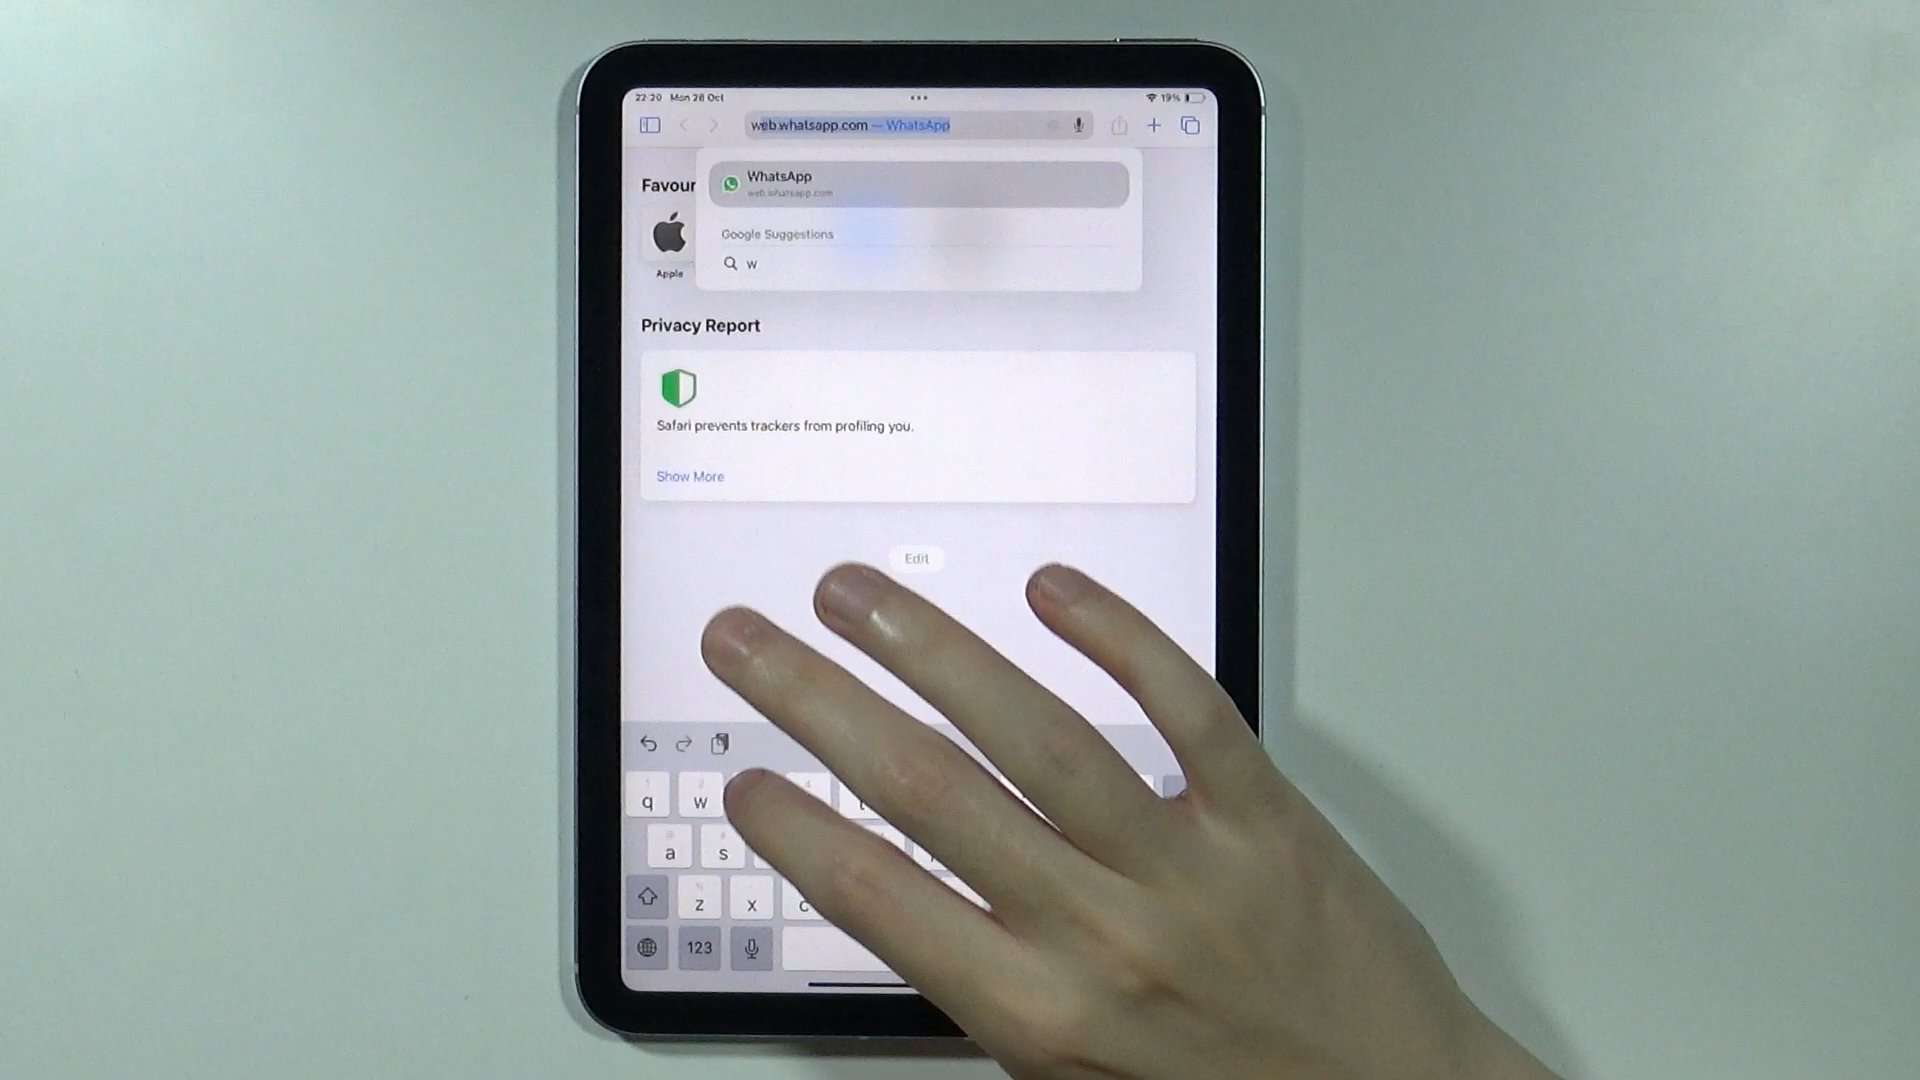 22:20 Mon 28 Oct
19%
web.whatsapp.com — WhatsApp
WhatsApp
web.whatsapp.com
Favour
Google Suggestions
w
Apple
Privacy Report
Safari prevents trackers from profiling you.
Show More
Edit
q w
a s
z x c
123